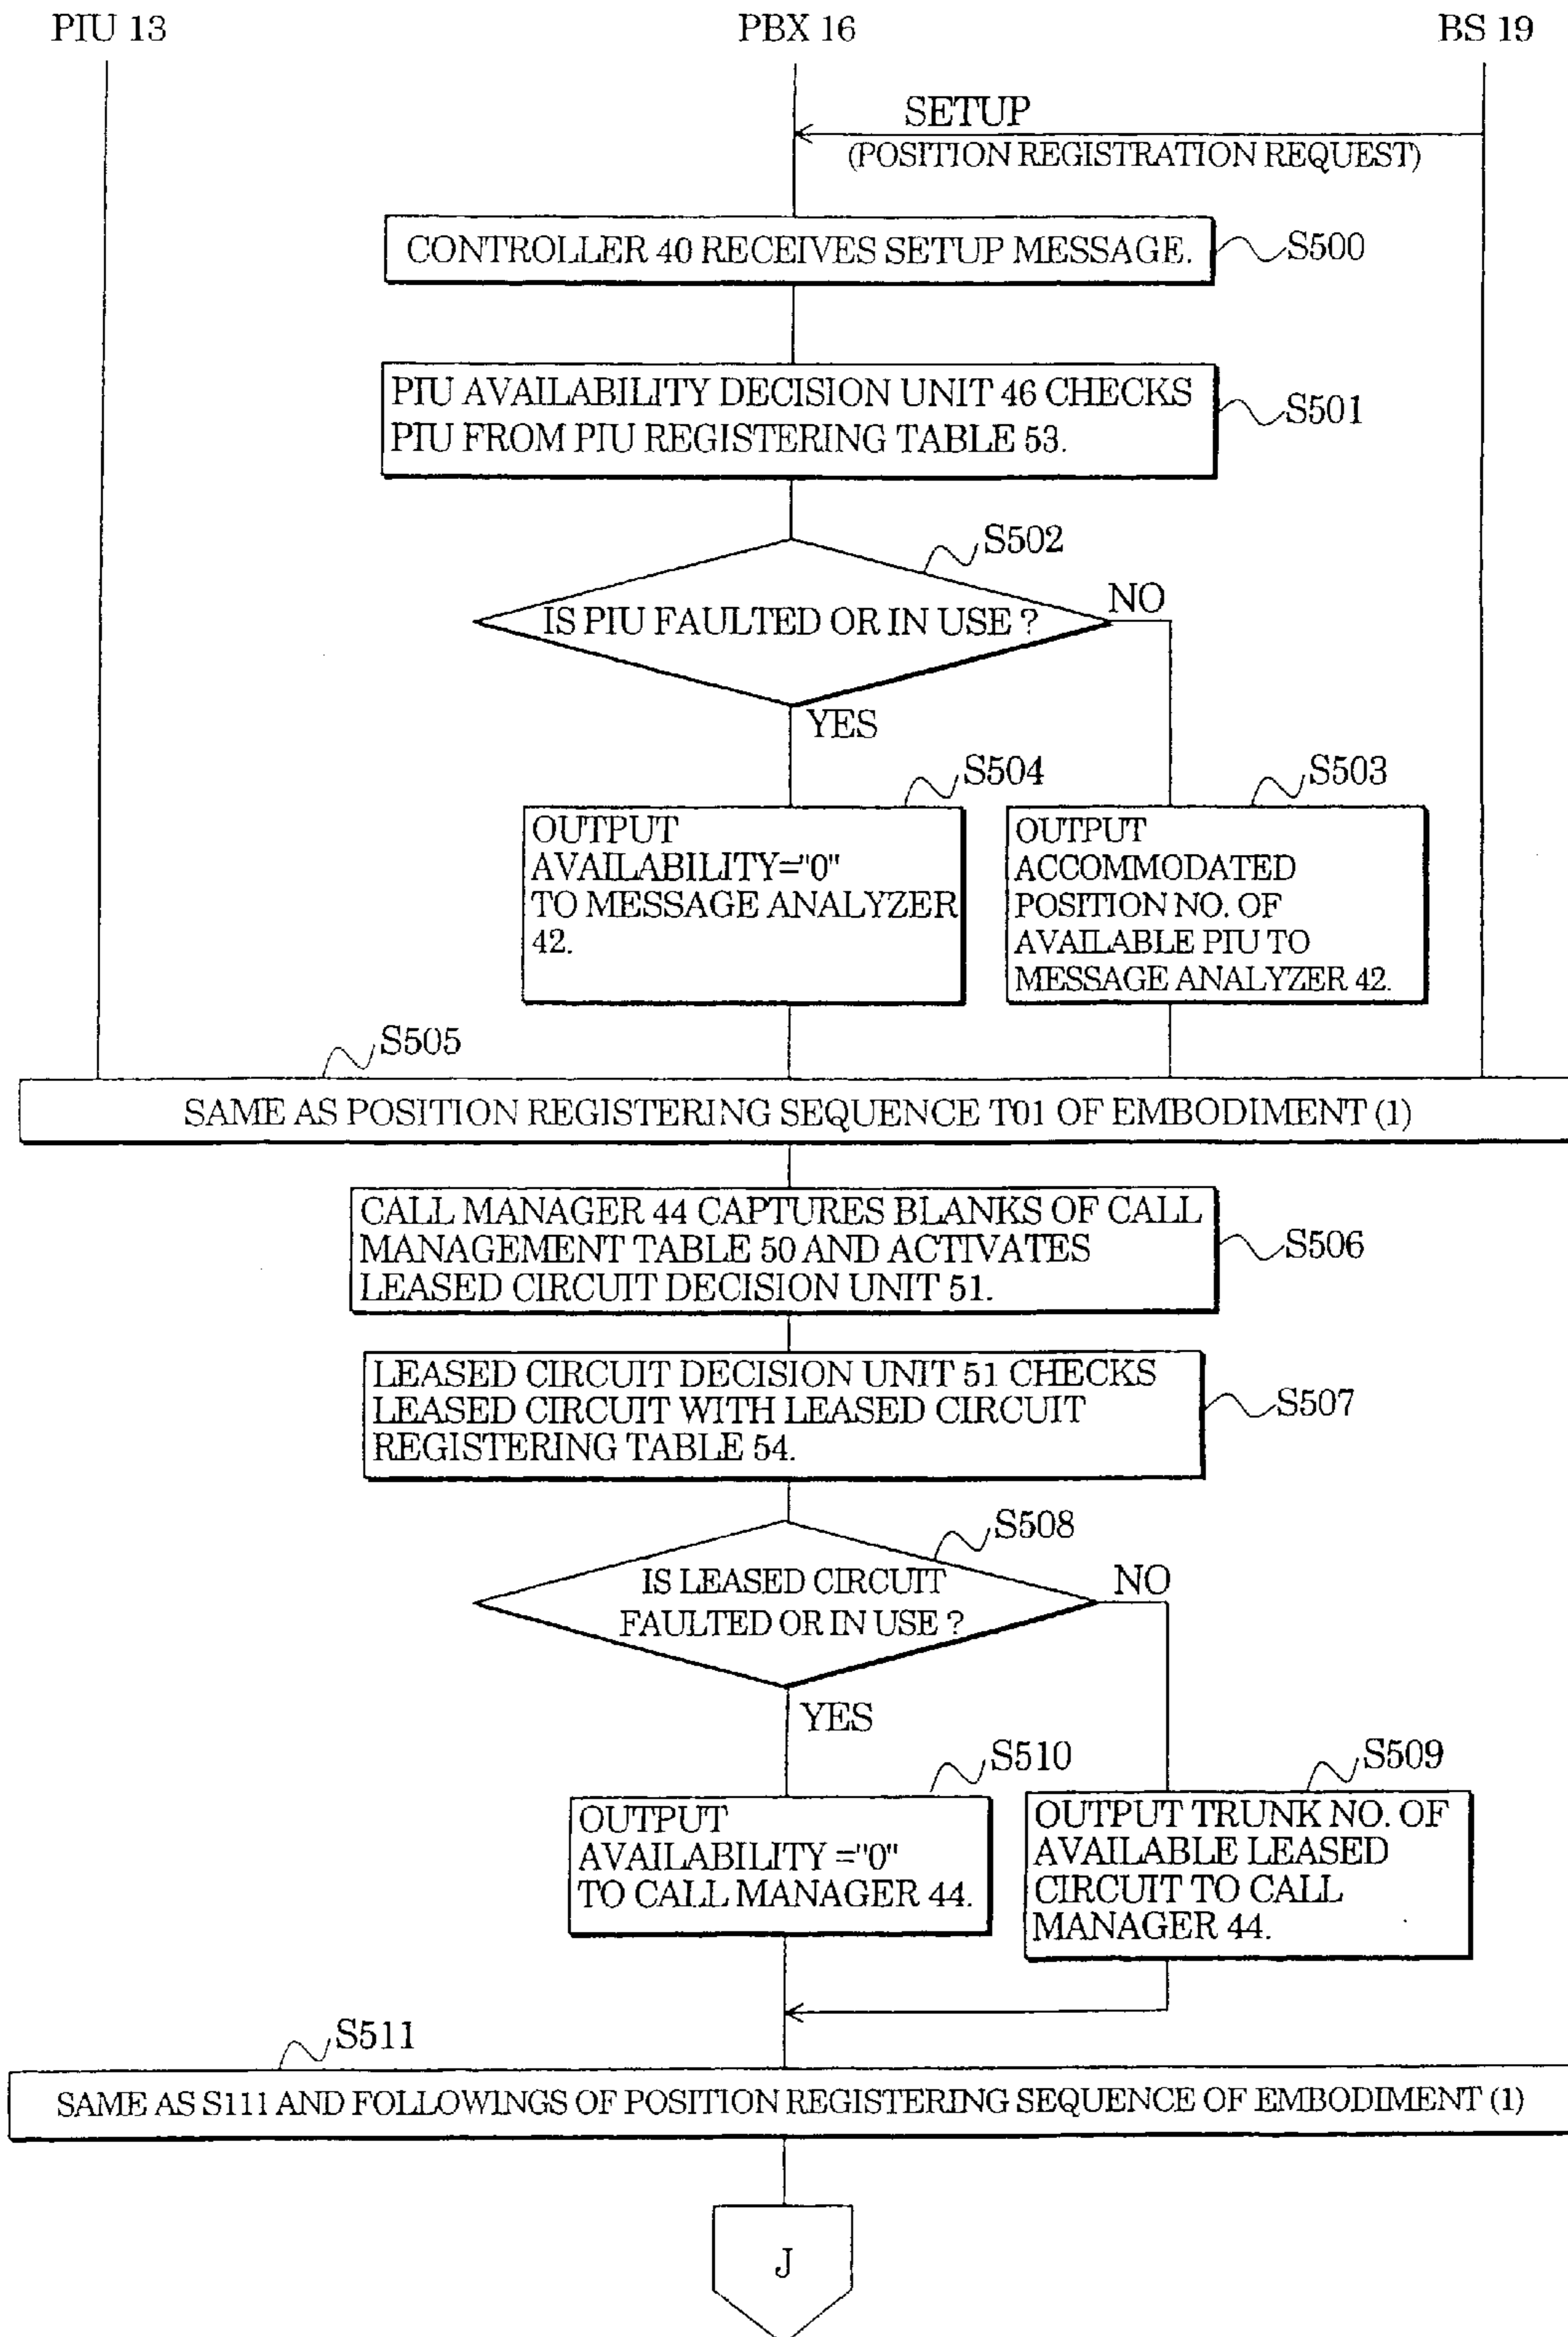 PIU 13
PBX 16
BS 19
SETUP
(POSITION REGISTRATION REQUEST)
CONTROLLER 40 RECEIVES SETUP MESSAGE.
S500
PIU AVAILABILITY DECISION UNIT 46 CHECKS
PIU FROM PIU REGISTERING TABLE 53.
S501
S502
IS PIU FAULTED OR IN USE ?
NO
YES
S504
S503
OUTPUT
AVAILABILITY="0"
TO MESSAGE ANALYZER
42.
OUTPUT
ACCOMMODATED
POSITION NO. OF
AVAILABLE PIU TO
MESSAGE ANALYZER 42.
S505
SAME AS POSITION REGISTERING SEQUENCE T01 OF EMBODIMENT (1)
CALL MANAGER 44 CAPTURES BLANKS OF CALL
MANAGEMENT TABLE 50 AND ACTIVATES
LEASED CIRCUIT DECISION UNIT 51.
S506
LEASED CIRCUIT DECISION UNIT 51 CHECKS
LEASED CIRCUIT WITH LEASED CIRCUIT
REGISTERING TABLE 54.
S507
S508
IS LEASED CIRCUIT
FAULTED OR IN USE ?
NO
YES
S510
S509
OUTPUT
AVAILABILITY ="0"
TO CALL MANAGER 44.
OUTPUT TRUNK NO. OF
AVAILABLE LEASED
CIRCUIT TO CALL
MANAGER 44.
S511
SAME AS S111 AND FOLLOWINGS OF POSITION REGISTERING SEQUENCE OF EMBODIMENT (1)
J